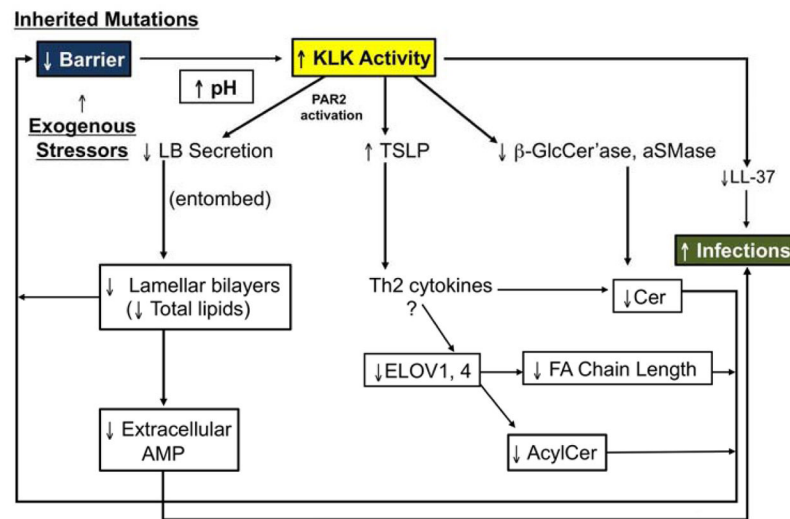 Inherited Mutations
↓ Barrier
↑ KLK Activity
↑ pH
PAR2
activation
↑
Exogenous
Stressors
↓ LB Secretion
↑ TSLP
↓ β-GlcCer'ase, aSMase
↓LL-37
(entombed)
↑ Infections
↓ Lamellar bilayers
(↓ Total lipids)
Th2 cytokines
?
↓Cer
↓ELOV1, 4
↓ FA Chain Length
↓ Extracellular
AMP
↓ AcylCer